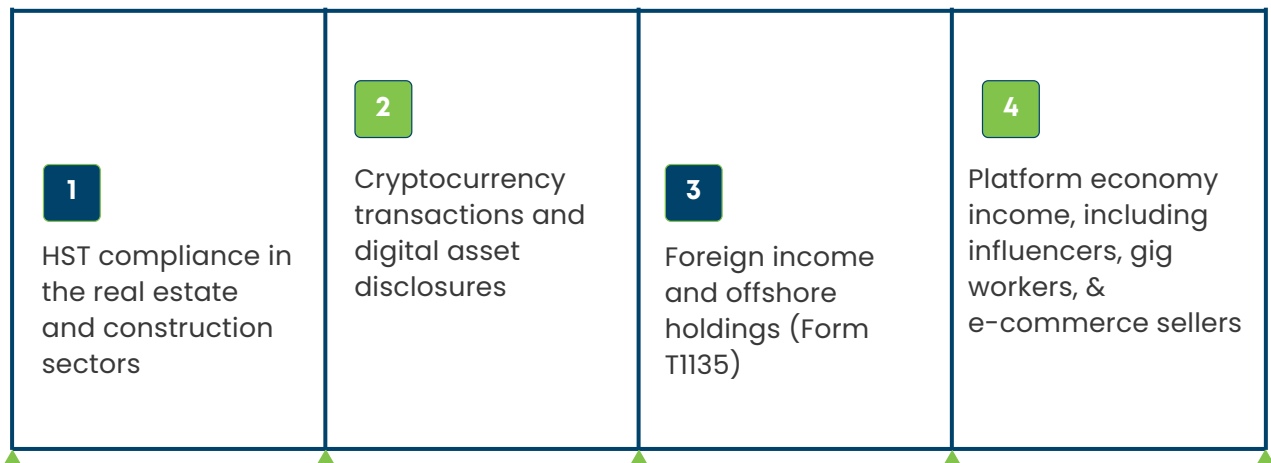 1
HST compliance in
the real estate
and construction
sectors
2
Cryptocurrency
transactions and
digital asset
disclosures
3
Foreign income
and offshore
holdings (Form
T1135)
4
Platform economy
income, including
influencers, gig
workers, &
e-commerce sellers